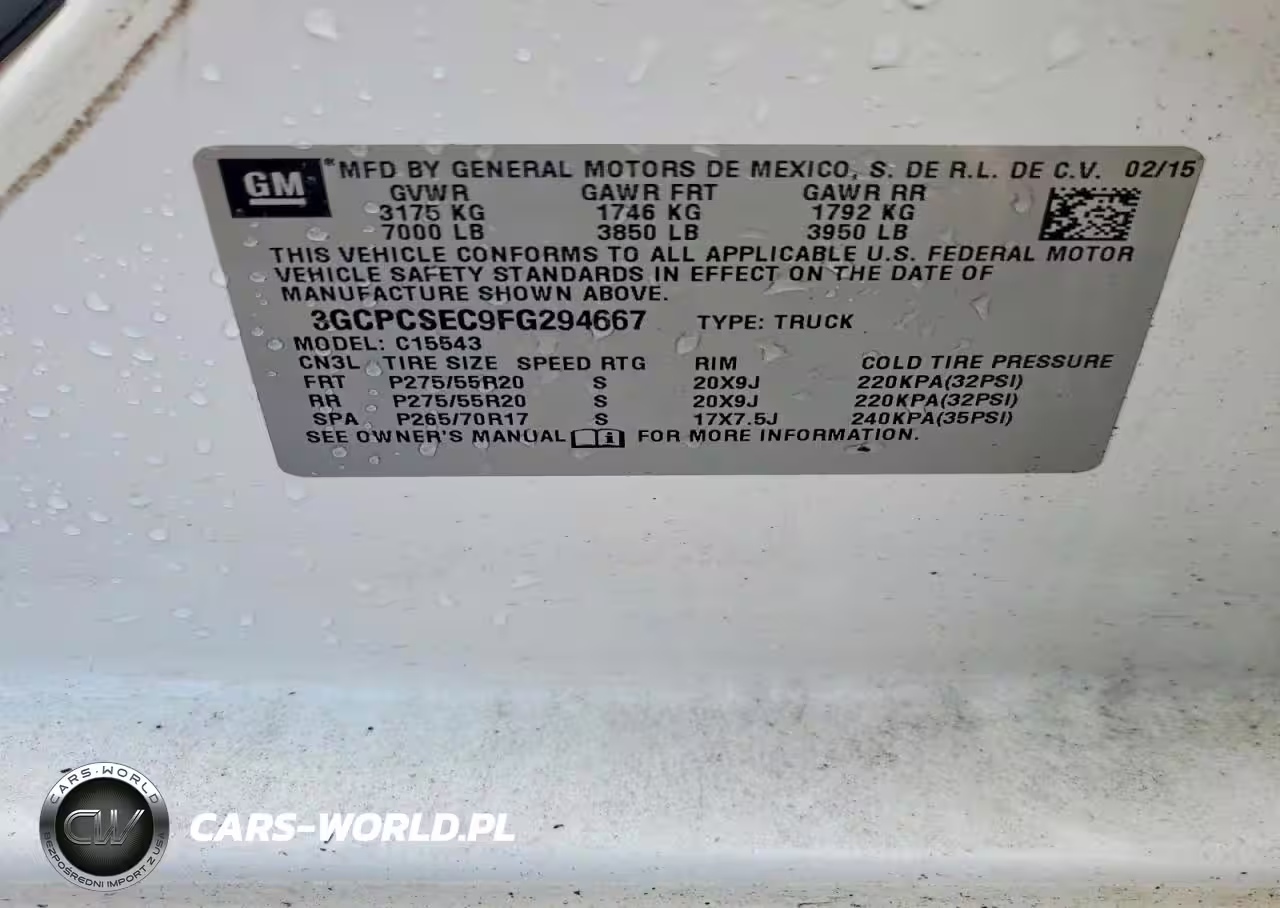 GM ® MFD BY GENERAL MOTORS DE MEXICO, S. DE R.L. DE C.V. 02/15
GVWR GAWR FRT GAWR RR
3175 KG 1746 KG 1792 KG
7000 LB 3850 LB 3950 LB
THIS VEHICLE CONFORMS TO ALL APPLICABLE U.S. FEDERAL MOTOR
VEHICLE SAFETY STANDARDS IN EFFECT ON THE DATE OF
MANUFACTURE SHOWN ABOVE.
3GCPCSEC9FG294667 TYPE: TRUCK
MODEL: C15543
CN3L TIRE SIZE SPEED RTG RIM COLD TIRE PRESSURE
FRT P275/55R20 S 20X9J 220KPA(32PSI)
RR P275/55R20 S 20X9J 220KPA(32PSI)
SPA P265/70R17 S 17X7.5J 240KPA(35PSI)
SEE OWNER'S MANUAL FOR MORE INFORMATION.
CARS-WORLD
CW
BEZPOŚREDNI IMPORT Z USA
CARS-WORLD.PL